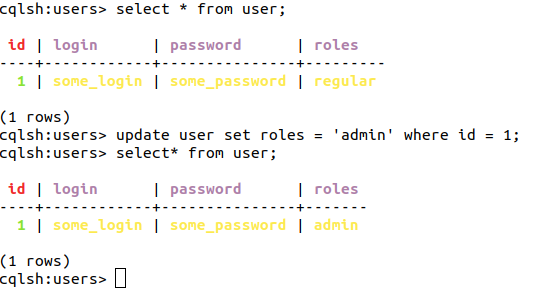 cqlsh:users> select * from user;
 id | login      | password      | roles
----+------------+---------------+---------
  1 | some_login | some_password | regular
(1 rows)
cqlsh:users> update user set roles = 'admin' where id = 1;
cqlsh:users> select* from user;
 id | login      | password      | roles
----+------------+---------------+-------
  1 | some_login | some_password | admin
(1 rows)
cqlsh:users>